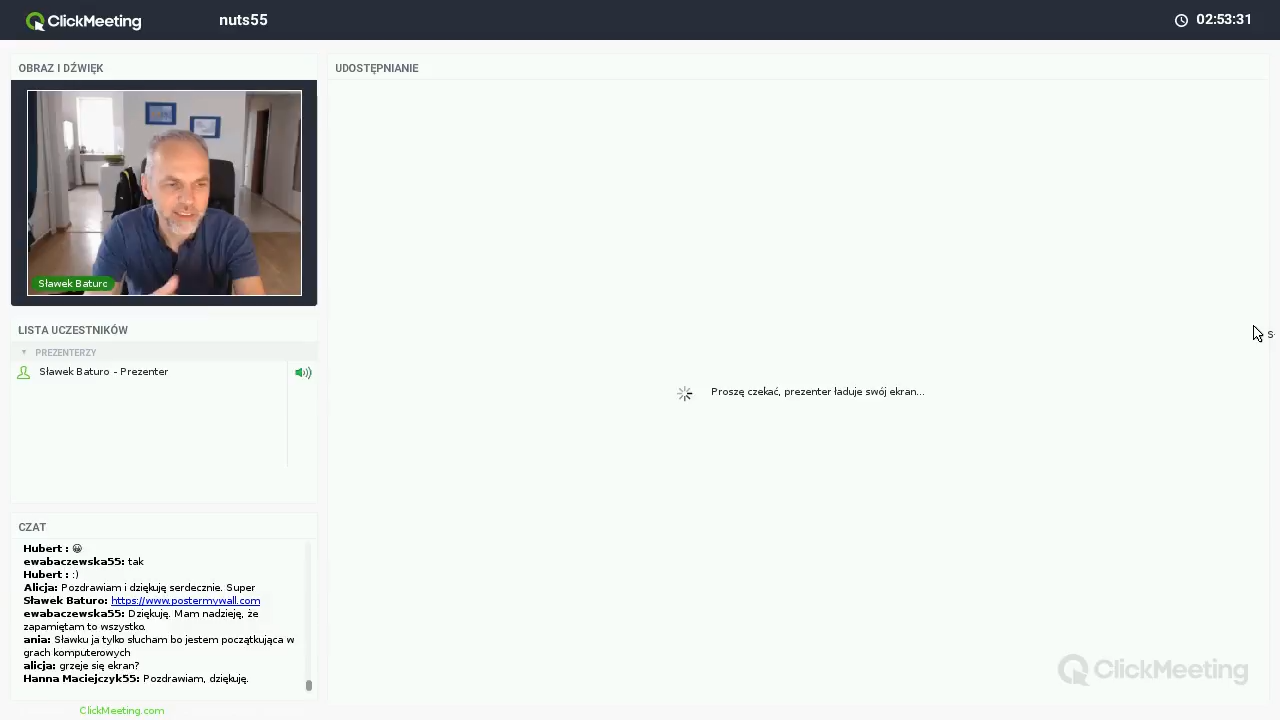 ClickMeeting
nuts55
02:53:31
OBRAZ I DŹWIĘK
Sławek Baturo
LISTA UCZESTNIKÓW
PREZENTERZY
Sławek Baturo - Prezenter
CZAT
Hubert : 😀
ewabaczewska55: tak
Hubert : :)
Alicja: Pozdrawiam i dziękuję serdecznie. Super
Sławek Baturo: https://www.postermywall.com
ewabaczewska55: Dziękuję. Mam nadzieję, że
zapamiętam to wszystko.
ania: Sławku ja tylko słucham bo jestem początkująca w
grach komputerowych
alicja: grzeje się ekran?
Hanna Maciejczyk55: Pozdrawiam, dziękuję.
ClickMeeting.com
UDOSTĘPNIANIE
Proszę czekać, prezenter ładuje swój ekran...
ClickMeeting